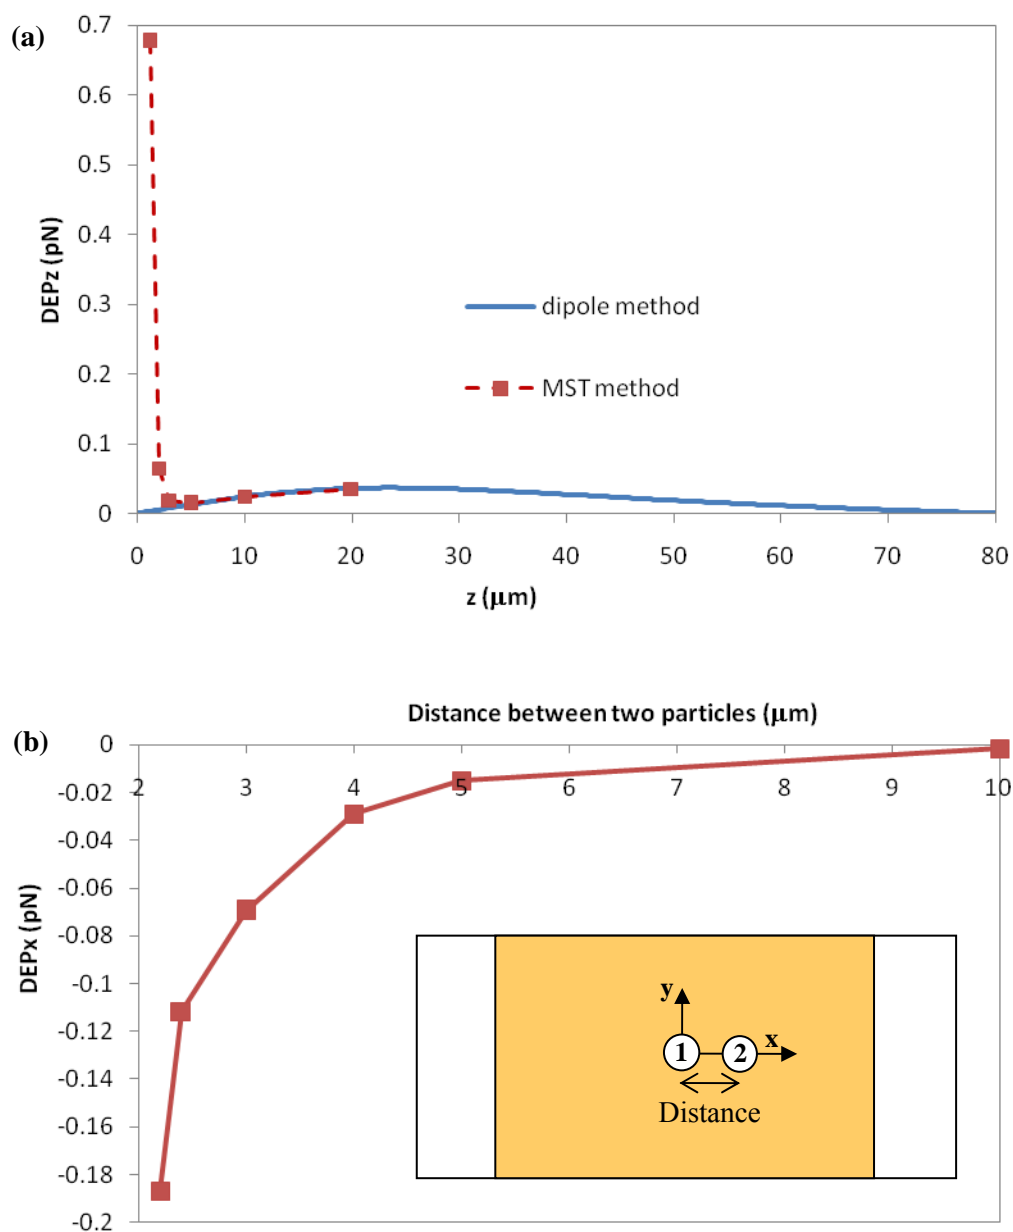 (a)
0.7
0.6
0.5
0.4
0.3
0.2
0.1
0
DEPz (pN)
dipole method
MST method
0 10 20 30 40 50 60 70 80
z (μm)
Distance between two particles (μm)
(b)
0
-0.02
-0.04
-0.06
-0.08
-0.1
-0.12
-0.14
-0.16
-0.18
-0.2
2 3 4 5 6 7 8 9 10
DEPx (pN)
y
1 2 x
Distance